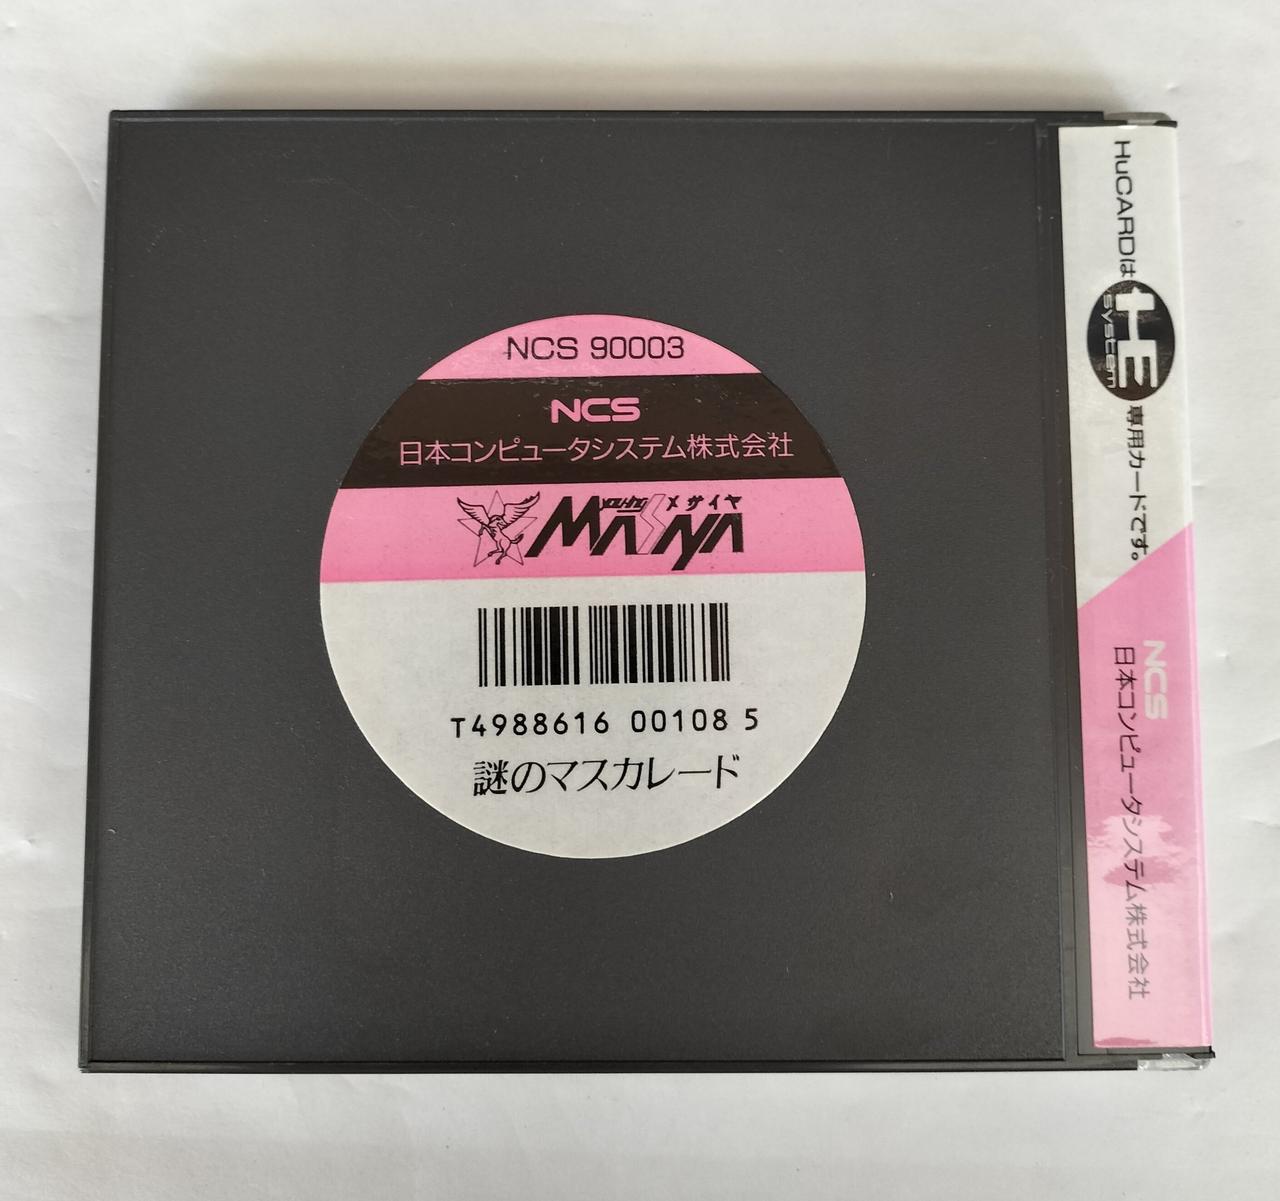 NCS 90003
NCS
日本コンピュータシステム株式会社
YOUNG メサイヤ
MASAYA
T4988616 00108 5
謎のマスカレード
HuCARDは HE system 専用カードです。
NCS
日本コンピュータシステム株式会社